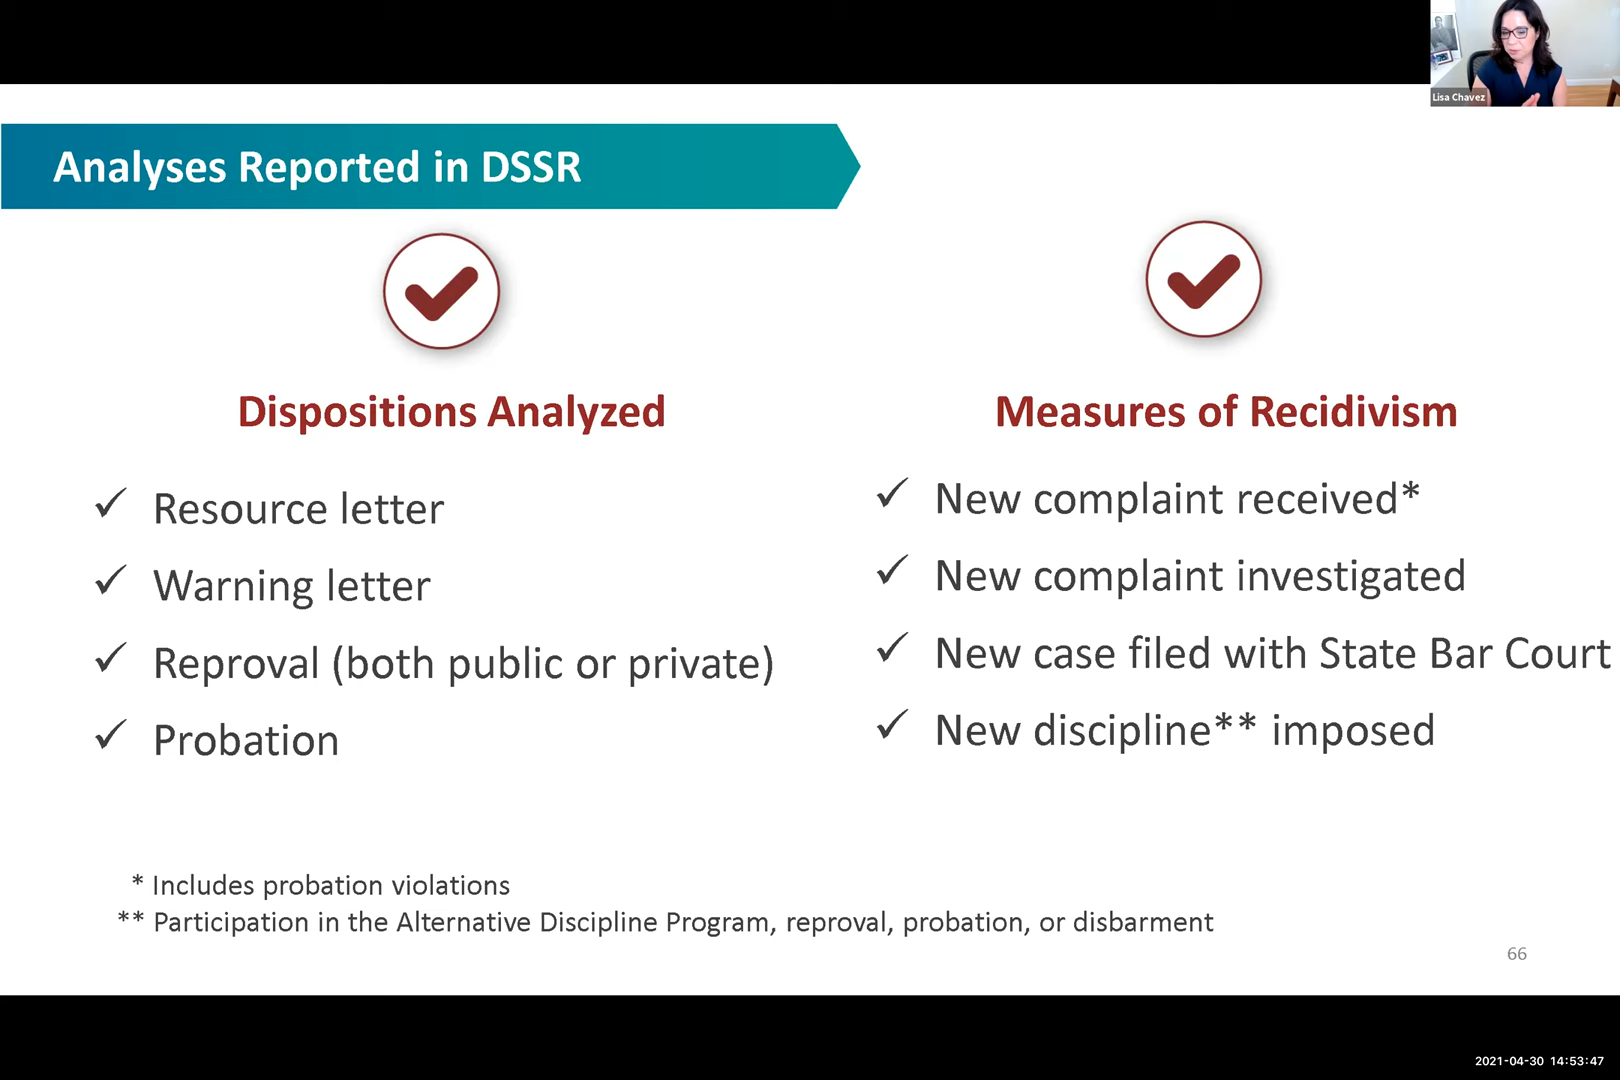 Lisa Chavez
Analyses Reported in DSSR
Dispositions Analyzed
✓ Resource letter
✓ Warning letter
✓ Reproval (both public or private)
✓ Probation
Measures of Recidivism
✓ New complaint received*
✓ New complaint investigated
✓ New case filed with State Bar Court
✓ New discipline** imposed
* Includes probation violations
** Participation in the Alternative Discipline Program, reproval, probation, or disbarment
66
2021-04-30 14:53:47